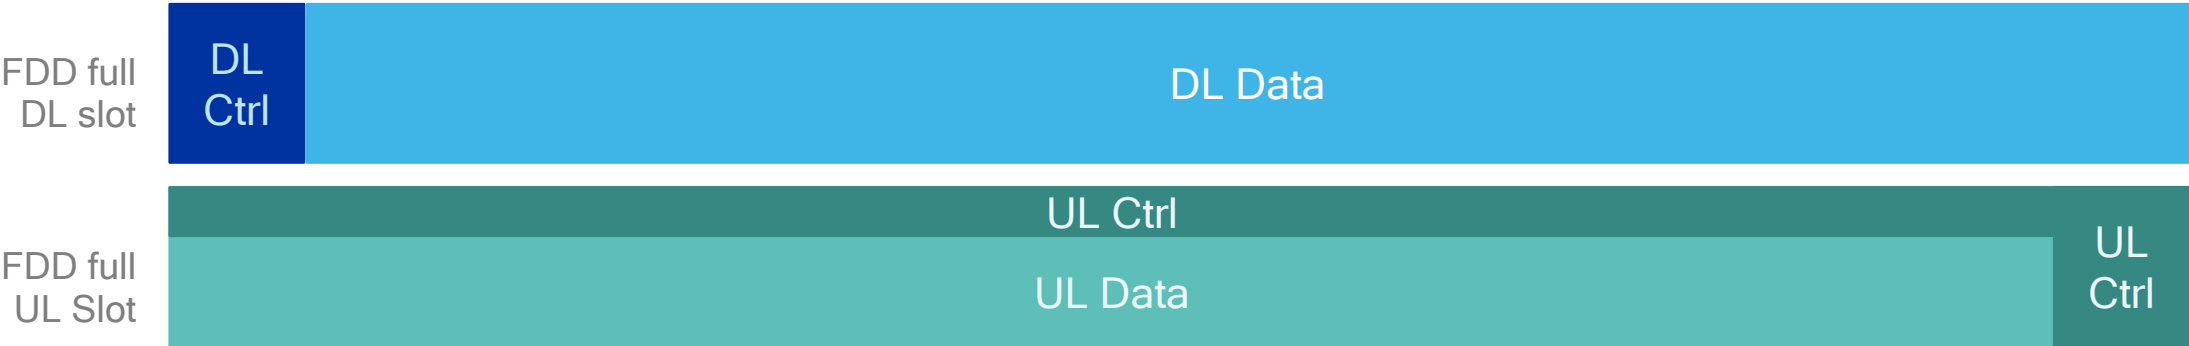 FDD full
DL slot
DL
Ctrl
DL Data
FDD full
UL Slot
UL Ctrl
UL Data
UL
Ctrl